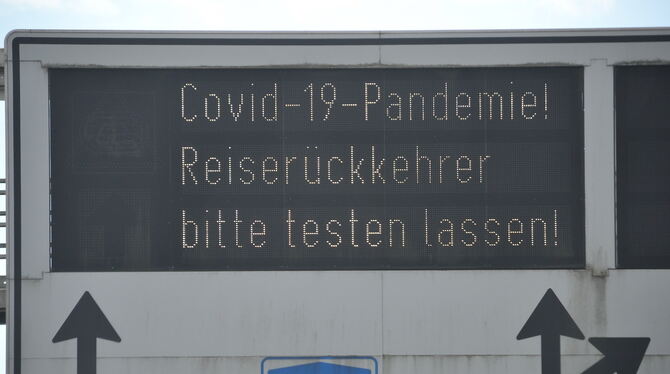 Covid-19-Pandemie!
Reiserückkehrer
bitte testen lassen!